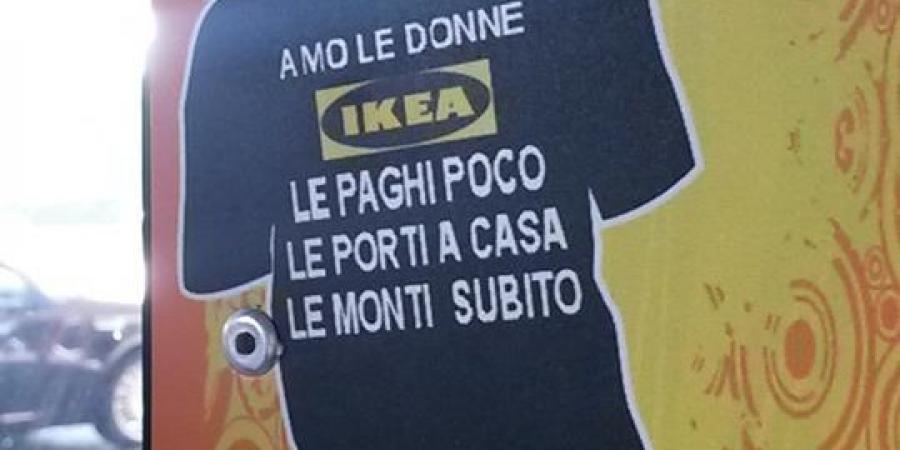 AMO LE DONNE
IKEA
LE PAGHI POCO
LE PORTI A CASA
LE MONTI SUBITO